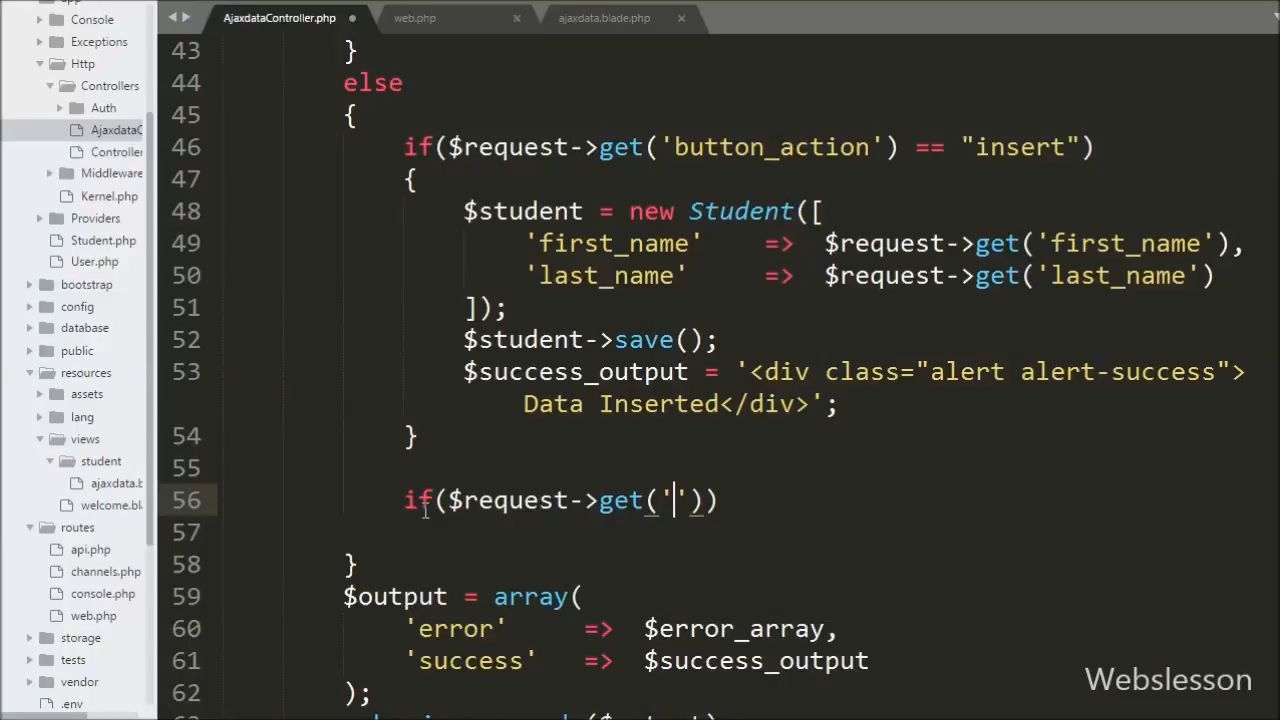 AjaxdataController.php
web.php
ajaxdata.blade.php
Console
Exceptions
Http
Controllers
Auth
AjaxdataC
Controller
Middleware
Kernel.php
Providers
Student.php
User.php
bootstrap
config
database
public
resources
assets
lang
views
student
ajaxdata.b
welcome.bl
routes
api.php
channels.php
console.php
web.php
storage
tests
vendor
.env
43 }
44 else
45 {
46 if($request->get('button_action') == "insert")
47 {
48 $student = new Student([
49 'first_name' => $request->get('first_name'),
50 'last_name' => $request->get('last_name')
51 ]);
52 $student->save();
53 $success_output = '<div class="alert alert-success">
Data Inserted</div>';
54 }
55
56 if($request->get(''))
57
58 }
59 $output = array(
60 'error' => $error_array,
61 'success' => $success_output
62 );
Webslesson